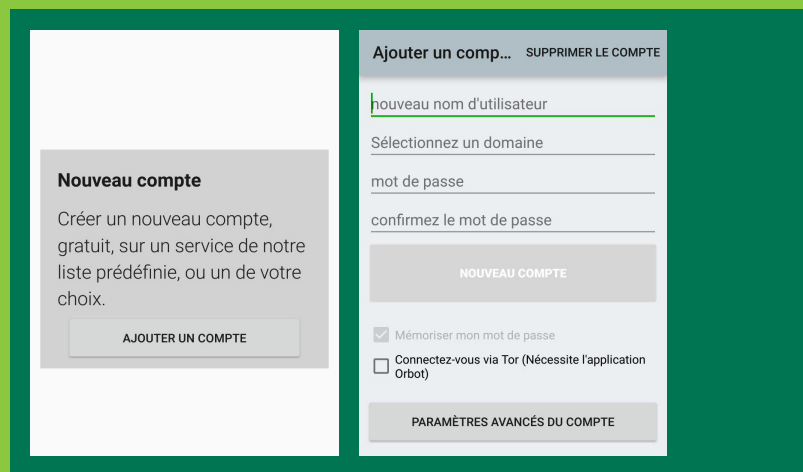 Nouveau compte
Créer un nouveau compte,
gratuit, sur un service de notre
liste prédéfinie, ou un de votre
choix.
AJOUTER UN COMPTE
Ajouter un comp... SUPPRIMER LE COMPTE
nouveau nom d'utilisateur
Sélectionnez un domaine
mot de passe
confirmez le mot de passe
NOUVEAU COMPTE
Mémoriser mon mot de passe
Connectez-vous via Tor (Nécessite l'application
Orbot)
PARAMÈTRES AVANCÉS DU COMPTE